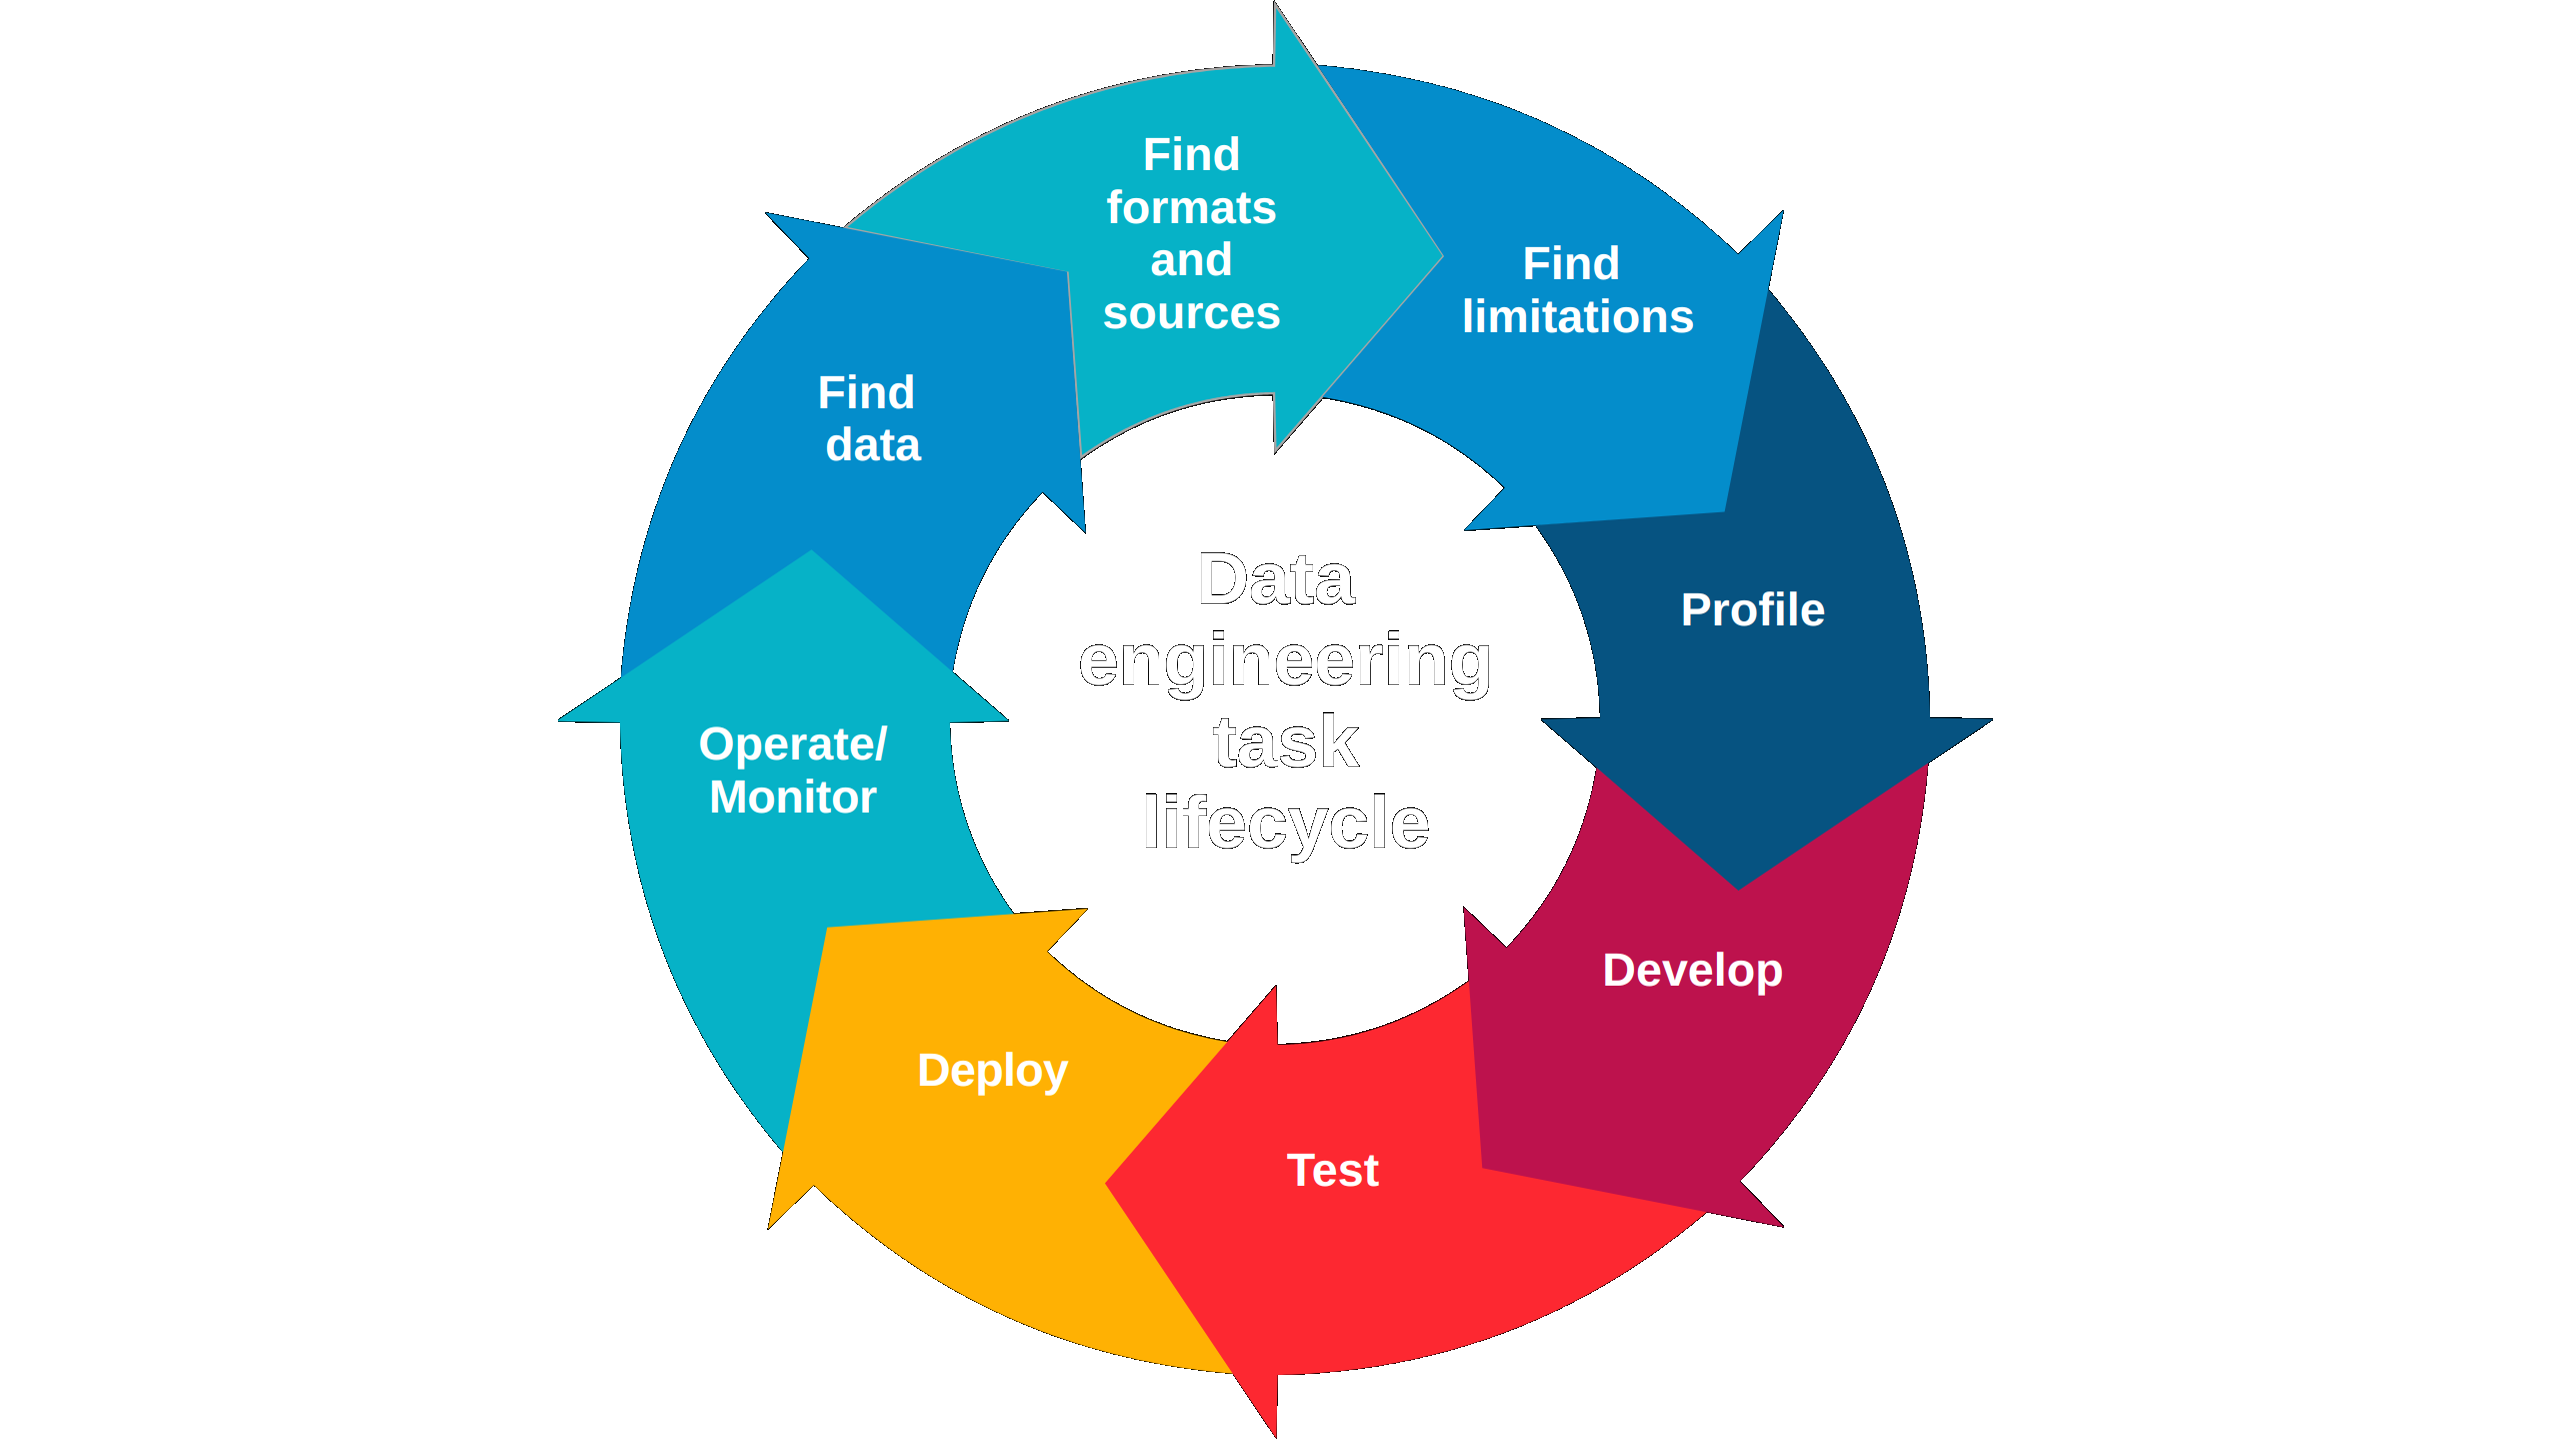 Find
formats
and
sources
Find
limitations
Profile
Develop
Test
Deploy
Operate/
Monitor
Find
data
Data
engineering
task
lifecycle